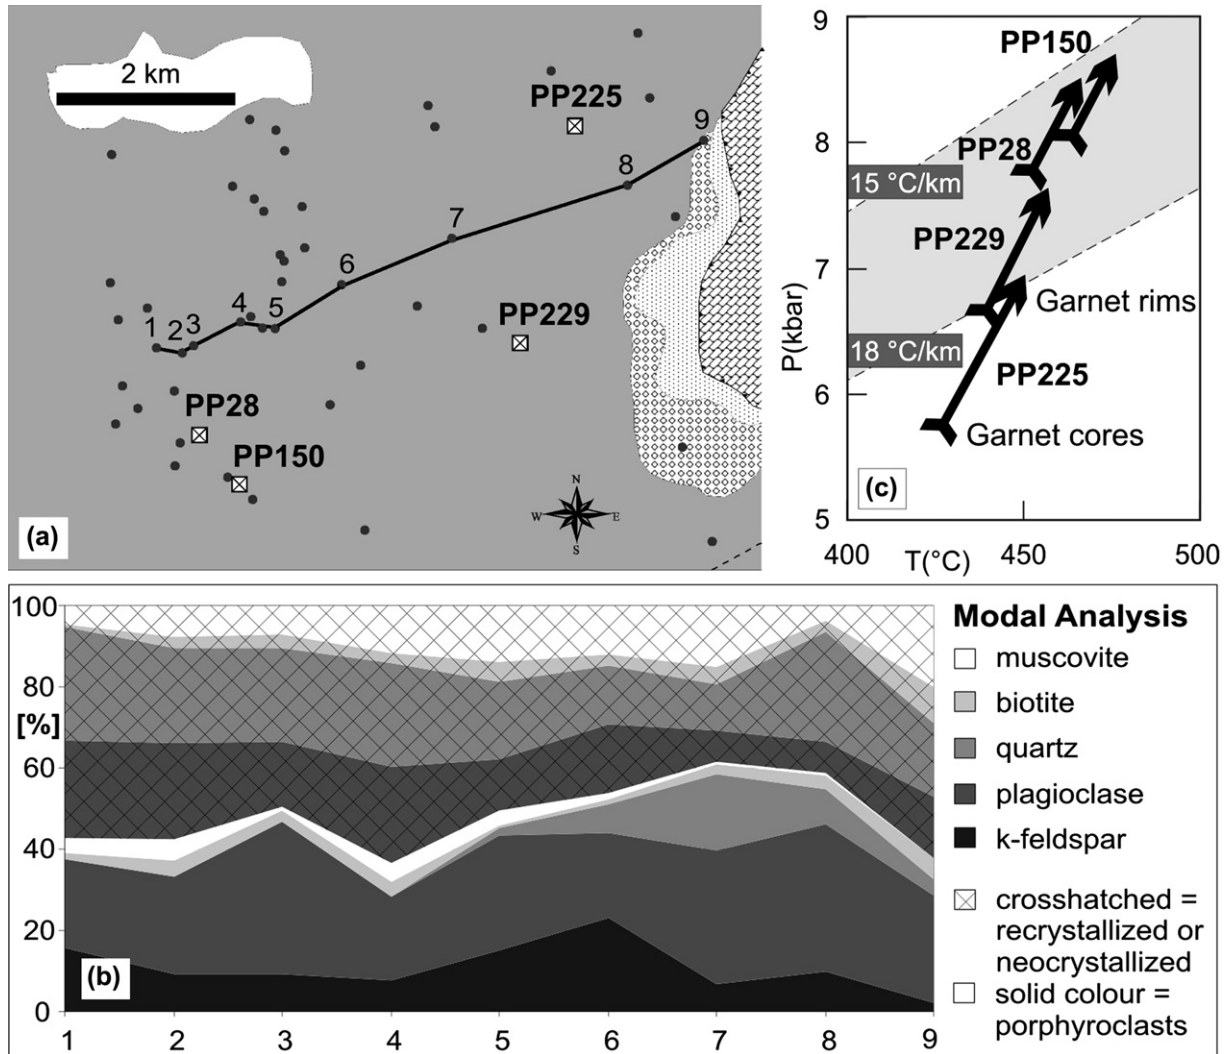 2 km
PP225
9
8
7
6
5
4
3
2
1
PP229
PP28
PP150
N
W E
S
(a)
9
8
7
6
5
P(kbar)
PP150
PP28
15 °C/km
PP229
Garnet rims
18 °C/km
PP225
Garnet cores
(c)
400 450 500
T(°C)
100
80
[%]
60
40
20
0
(b)
1 2 3 4 5 6 7 8 9
Modal Analysis
muscovite
biotite
quartz
plagioclase
k-feldspar
crosshatched =
recrystallized or
neocrystallized
solid colour =
porphyroclasts